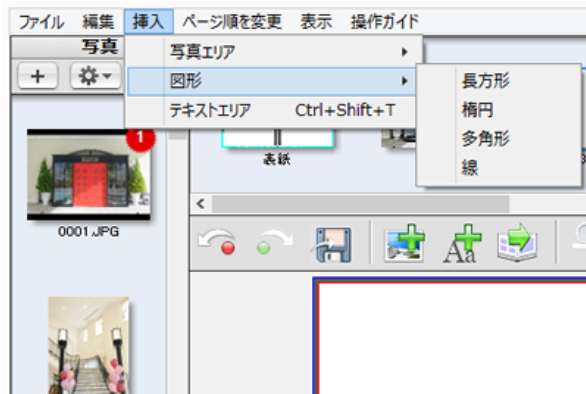 ファイル 編集 挿入 ページ順を変更 表示 操作ガイド
写真
写真エリア
図形
テキストエリア Ctrl+Shift+T
長方形
楕円
多角形
線
1
表紙
0001.JPG
Aa